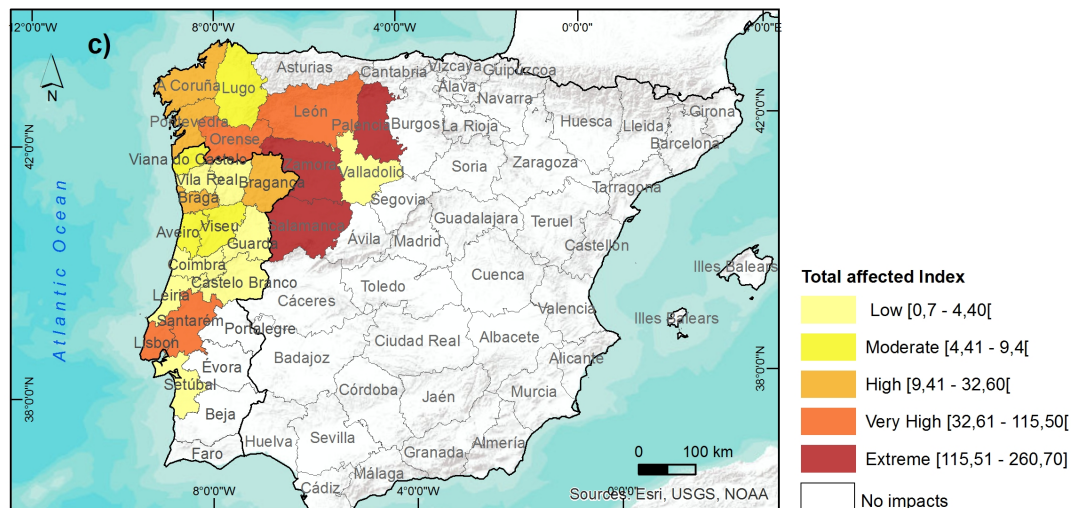 12°0'0"W 8°0'0"W 4°0'0"W 0°0'0" 
c)
N
Asturias
Cantabria
Vizcaya
Guipuzcoa
A Coruña
Lugo
Alava
Navarra
León
Pontevedra
Palencia
Burgos
La Rioja
Huesca
Lleida
Girona
Orense
Barcelona
42°0'0"N
42°0'0"N
Viana do Castelo
Zamora
Valladolid
Soria
Zaragoza
Vila Real
Bragança
Tarragona
Braga
Segovia
Aveiro
Viseu
Salamanca
Guadalajara
Teruel
Guarda
Ávila
Madrid
Castellón
Coimbra
Cuenca
Illes Balears
Castelo Branco
Toledo
Leiria
Cáceres
Valencia
Santarém
Portalegre
Illes Balears
Lisbon
Ciudad Real
Albacete
Badajoz
Alicante
Évora
Setúbal
Córdoba
Jaén
Murcia
38°0'0"N
38°0'0"N
Beja
Huelva
Sevilla
Almería
Faro
Granada
Málaga
Cádiz
Atlantic Ocean
0 100 km
Sources: Esri, USGS, NOAA
8°0'0"W 4°0'0"W 0°0'0"
Total affected Index
Low [0,7 - 4,40[
Moderate [4,41 - 9,4[
High [9,41 - 32,60[
Very High [32,61 - 115,50[
Extreme [115,51 - 260,70]
No impacts